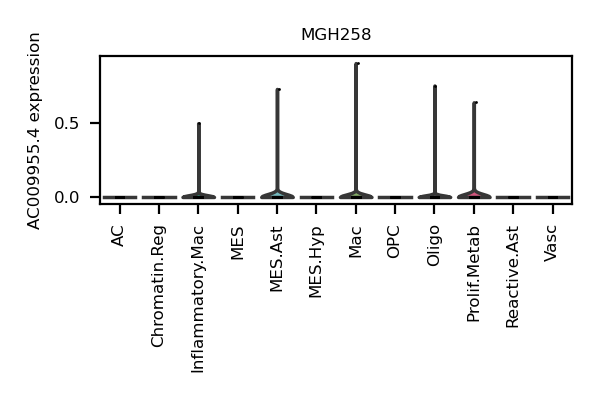 MGH258
AC009955.4 expression
0.5
0.0
AC
Chromatin.Reg
Inflammatory.Mac
MES
MES.Ast
MES.Hyp
Mac
OPC
Oligo
Prolif.Metab
Reactive.Ast
Vasc